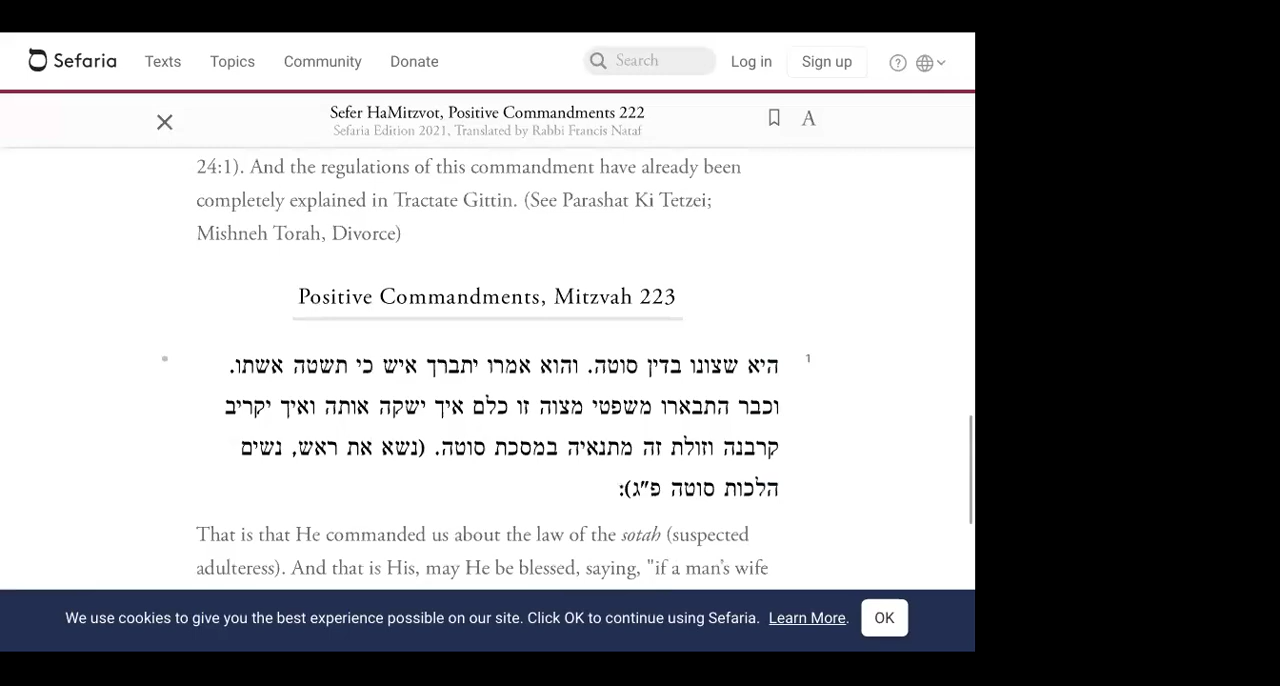 Sefaria Texts Topics Community Donate Search Log in Sign up
Sefer HaMitzvot, Positive Commandments 222
Sefaria Edition 2021, Translated by Rabbi Francis Nataf
A
24:1). And the regulations of this commandment have already been
completely explained in Tractate Gittin. (See Parashat Ki Tetzei;
Mishneh Torah, Divorce)
Positive Commandments, Mitzvah 223
1
היא שצונו בדין סוטה. והוא אמרו יתברך איש כי תשטה אשתו.
וכבר התבארו משפטי מצוה זו כלם איך ישקה אותה ואיך יקריב
קרבנה וזולת זה מתנאיה במסכת סוטה. (נשא את ראש, נשים
הלכות סוטה פ"ג):
That is that He commanded us about the law of the sotah (suspected
adulteress). And that is His, may He be blessed, saying, "if a man's wife
We use cookies to give you the best experience possible on our site. Click OK to continue using Sefaria. Learn More. OK